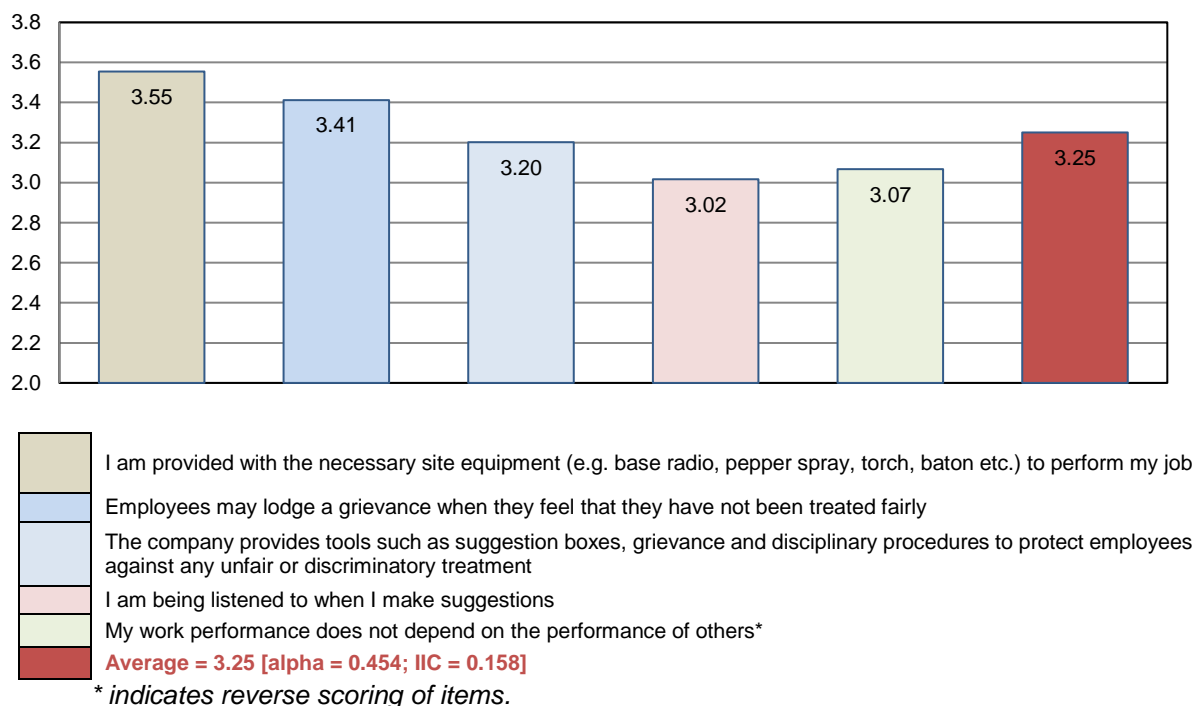 3.8
3.6
3.4
3.2
3.0
2.8
2.6
2.4
2.2
2.0
3.55
3.41
3.20
3.02
3.07
3.25
I am provided with the necessary site equipment (e.g. base radio, pepper spray, torch, baton etc.) to perform my job
Employees may lodge a grievance when they feel that they have not been treated fairly
The company provides tools such as suggestion boxes, grievance and disciplinary procedures to protect employees
against any unfair or discriminatory treatment
I am being listened to when I make suggestions
My work performance does not depend on the performance of others*
Average = 3.25 [alpha = 0.454; IIC = 0.158]
* indicates reverse scoring of items.